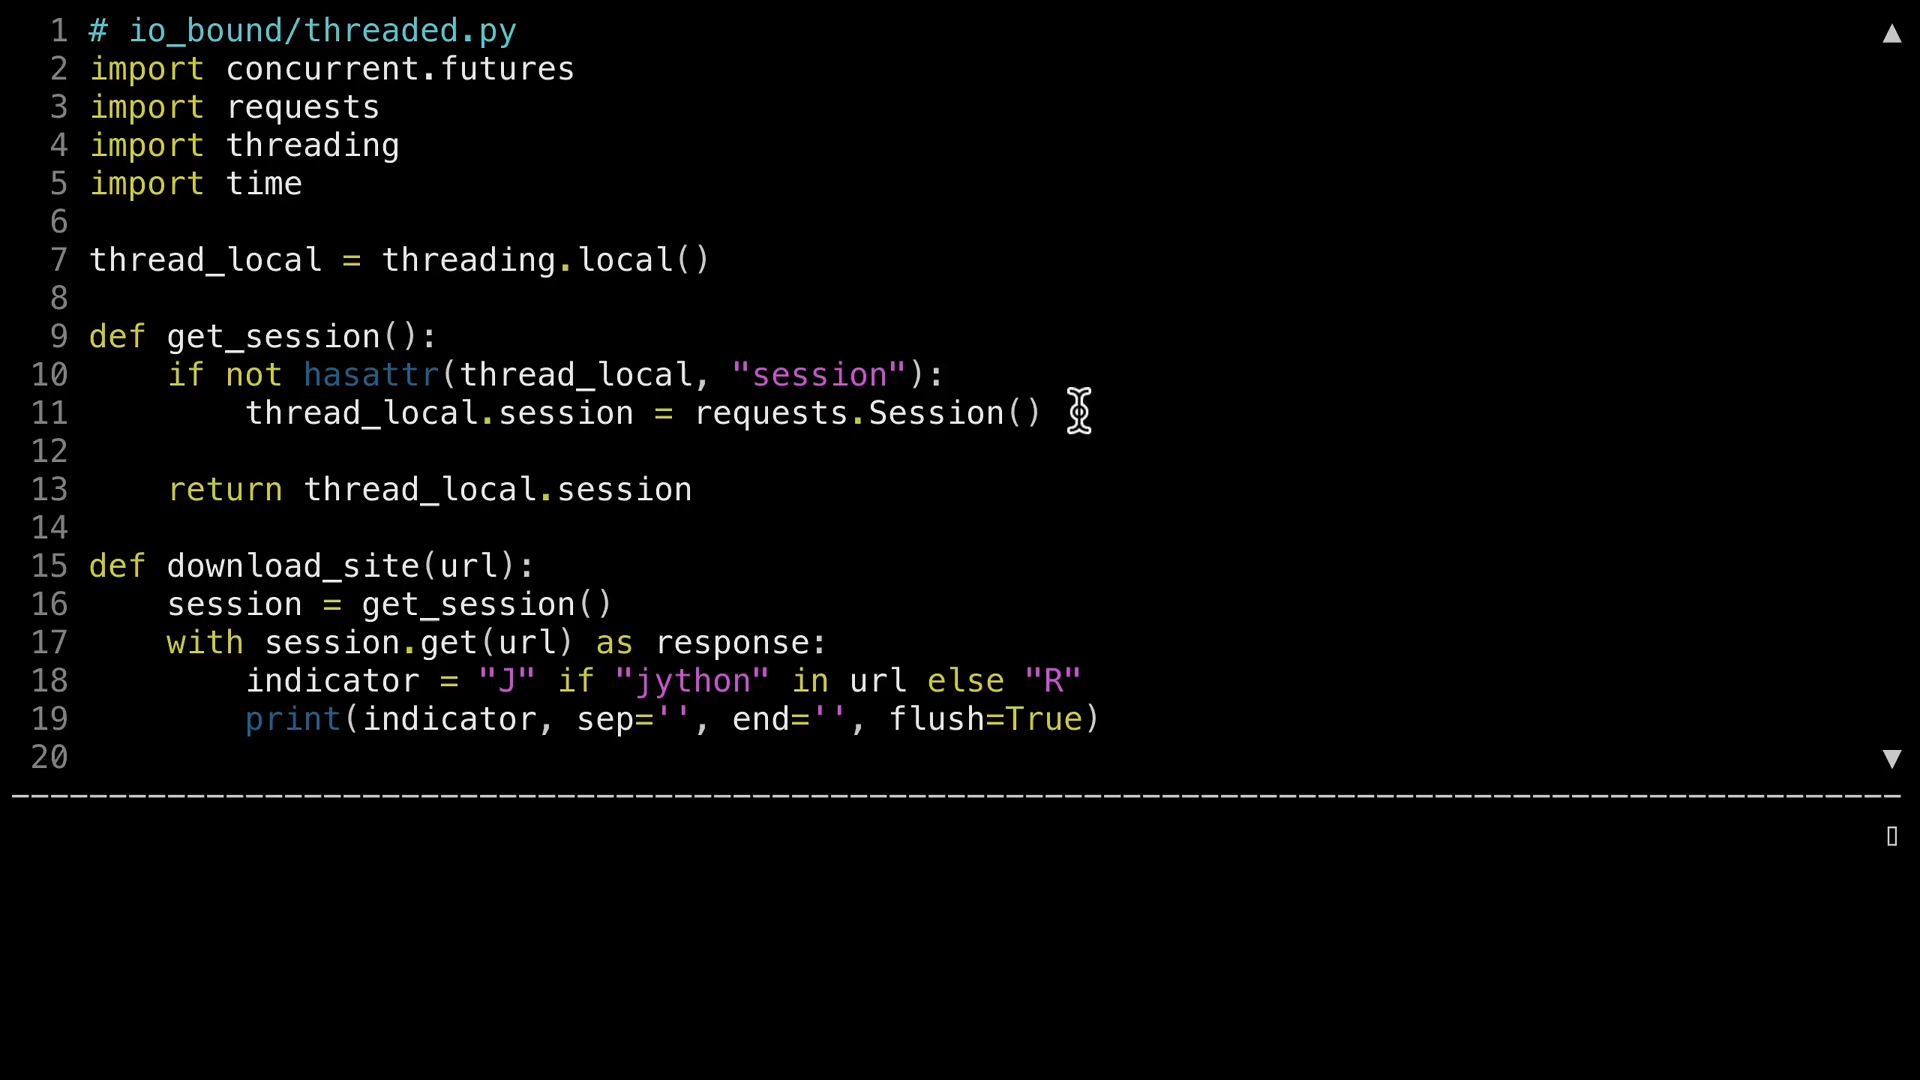 1 # io_bound/threaded.py
2 import concurrent.futures
3 import requests
4 import threading
5 import time
6
7 thread_local = threading.local()
8
9 def get_session():
10     if not hasattr(thread_local, "session"):
11         thread_local.session = requests.Session()
12
13     return thread_local.session
14
15 def download_site(url):
16     session = get_session()
17     with session.get(url) as response:
18         indicator = "J" if "jython" in url else "R"
19         print(indicator, sep='', end='', flush=True)
20